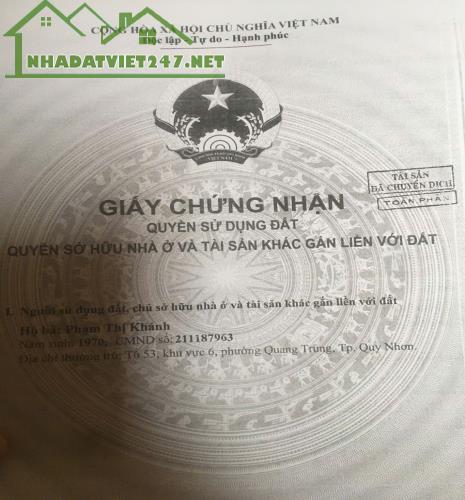 CỘNG HÒA XÃ HỘI CHỦ NGHĨA VIỆT NAM
Độc lập - Tự do - Hạnh phúc
NHADATVIET247.NET
VIỆT NAM
TÀI SẢN
ĐÃ CHUYỂN DỊCH
TOÀN PHẦN
GIẤY CHỨNG NHẬN
QUYỀN SỬ DỤNG ĐẤT
QUYỀN SỞ HỮU NHÀ Ở VÀ TÀI SẢN KHÁC GẮN LIỀN VỚI ĐẤT
I. Người sử dụng đất, chủ sở hữu nhà ở và tài sản khác gắn liền với đất
Hộ bà: Phạm Thị Khánh
Năm sinh: 1970, CMND số: 211187963
Địa chỉ thường trú: Tổ 53, khu vực 6, phường Quang Trung, Tp. Quy Nhơn.